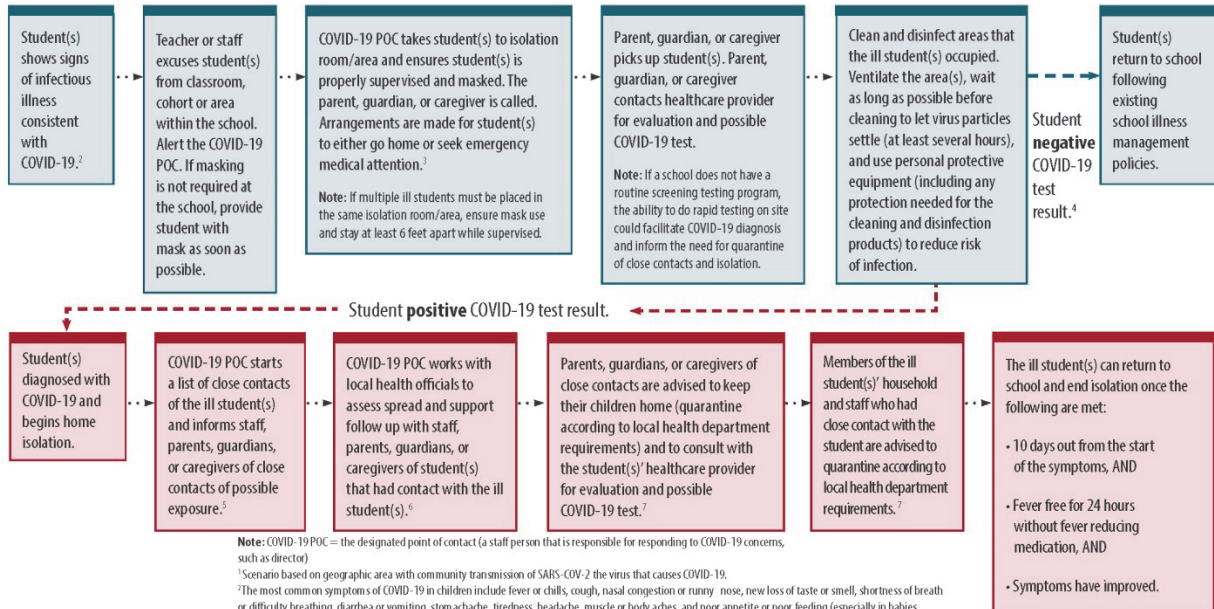 Student(s)
shows signs
of infectious
illness
consistent
with
COVID-19.2
Teacher or staff
excuses student(s)
from classroom,
cohort or area
within the school.
Alert the COVID-19
POC. If masking
is not required at
the school, provide
student with
mask as soon as
possible.
COVID-19 POC takes student(s) to isolation
room/area and ensures student(s) is
properly supervised and masked. The
parent, guardian, or caregiver is called.
Arrangements are made for student(s)
to either go home or seek emergency
medical attention.3
Note: If multiple ill students must be placed in
the same isolation room/area, ensure mask use
and stay at least 6 feet apart while supervised.
Parent, guardian, or caregiver
picks up student(s). Parent,
guardian, or caregiver
contacts healthcare provider
for evaluation and possible
COVID-19 test.
Note: If a school does not have a
routine screening testing program,
the ability to do rapid testing on site
could facilitate COVID-19 diagnosis
and inform the need for quarantine
of close contacts and isolation.
Clean and disinfect areas that
the ill student(s) occupied.
Ventilate the area(s), wait
as long as possible before
cleaning to let virus particles
settle (at least several hours),
and use personal protective
equipment (including any
protection needed for the
cleaning and disinfection
products) to reduce risk
of infection.
Student
negative
COVID-19
test
result.4
Student(s)
return to school
following
existing
school illness
management
policies.
Student positive COVID-19 test result.
Student(s)
diagnosed with
COVID-19 and
begins home
isolation.
COVID-19 POC starts
a list of close contacts
of the ill student(s)
and informs staff,
parents, guardians,
or caregivers of close
contacts of possible
exposure.5
COVID-19 POC works with
local health officials to
assess spread and support
follow up with staff,
parents, guardians, or
caregivers of student(s)
that had contact with the ill
student(s).6
Parents, guardians, or caregivers of
close contacts are advised to keep
their children home (quarantine
according to local health department
requirements) and to consult with
the student(s)' healthcare provider
for evaluation and possible
COVID-19 test.7
Members of the ill
student(s)' household
and staff who had
close contact with the
student are advised to
quarantine according to
local health department
requirements. 7
The ill student(s) can return to
school and end isolation once the
following are met:
• 10 days out from the start
of the symptoms, AND
• Fever free for 24 hours
without fever reducing
medication, AND
• Symptoms have improved.
Note: COVID-19 POC = the designated point of contact (a staff person that is responsible for responding to COVID-19 concerns,
such as director)
1Scenario based on geographic area with community transmission of SARS-COV-2 the virus that causes COVID-19.
2The most common symptoms of COVID-19 in children include fever or chills, cough, nasal congestion or runny nose, new loss of taste or smell, shortness of breath
or difficulty breathing, diarrhea or vomiting, stomachache, tiredness, headache, muscle or body aches, and poor appetite or poor feeding (especially in babies